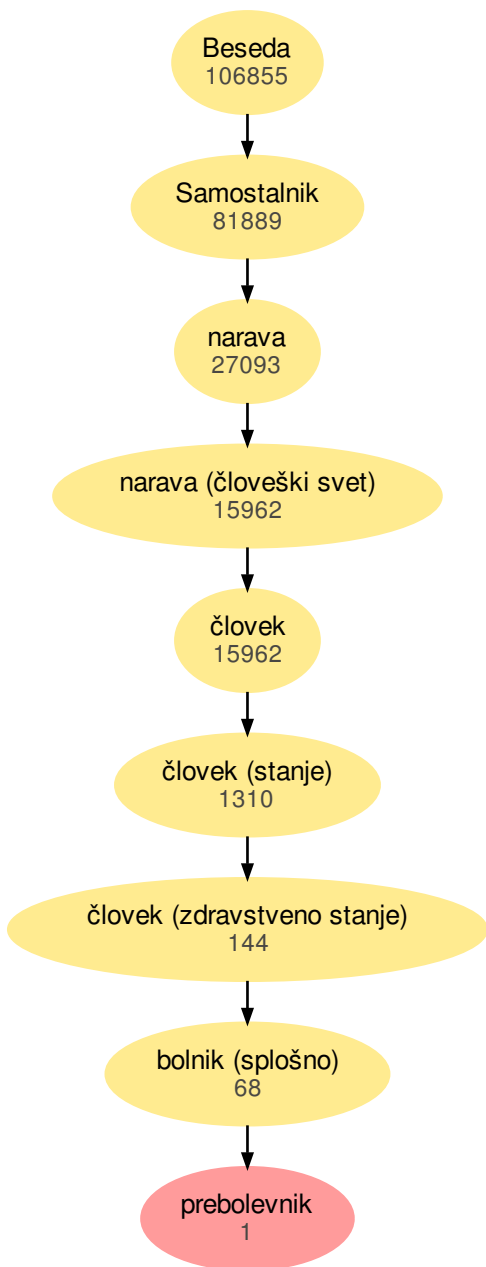 Beseda
106855
Samostalnik
81889
narava
27093
narava (človeški svet)
15962
človek
15962
človek (stanje)
1310
človek (zdravstveno stanje)
144
bolnik (splošno)
68
prebolevnik
1